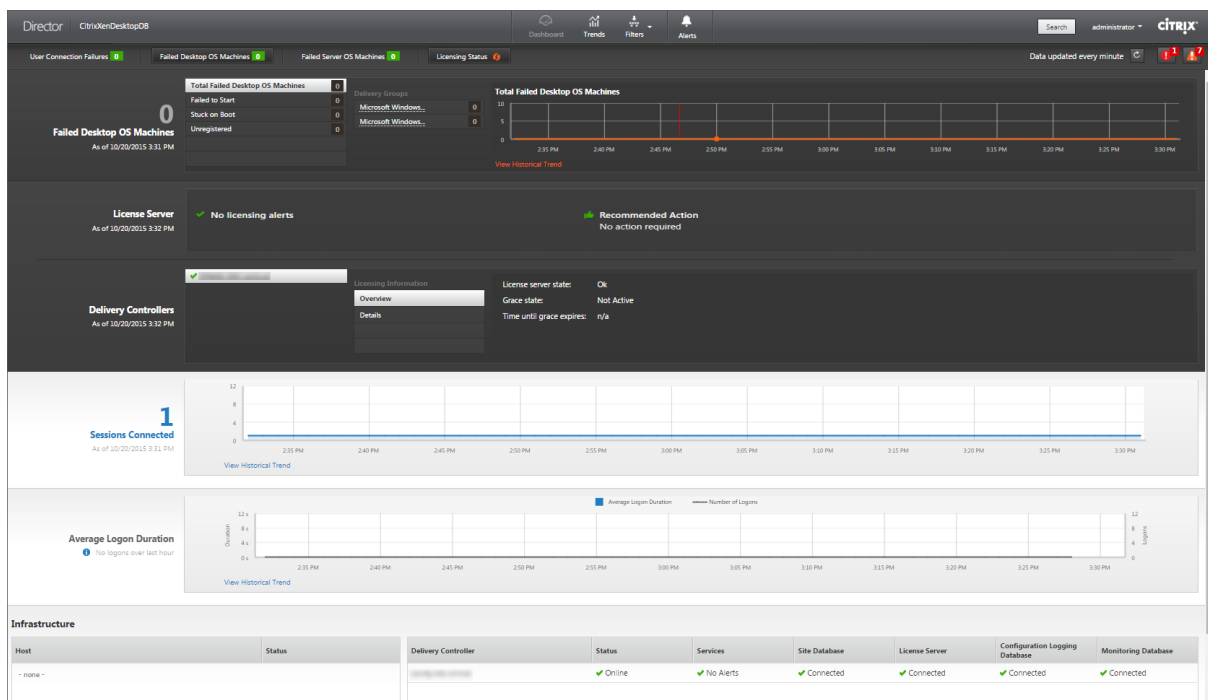 Director CitrixXenDesktopDB
Dashboard Trends Filters Alerts
Search administrator CITRIX
User Connection Failures 0 Failed Desktop OS Machines 0 Failed Server OS Machines 0 Licensing Status Data updated every minute 1 7
0
Failed Desktop OS Machines
As of 10/20/2015 3:31 PM
Total Failed Desktop OS Machines 0
Failed to Start 0
Stuck on Boot 0
Unregistered 0
Delivery Groups
Microsoft Windows... 0
Microsoft Windows... 0
Total Failed Desktop OS Machines
10
5
0
2:35 PM 2:40 PM 2:45 PM 2:50 PM 2:55 PM 3:00 PM 3:05 PM 3:10 PM 3:15 PM 3:20 PM 3:25 PM 3:30 PM
View Historical Trend
License Server
As of 10/20/2015 3:32 PM
No licensing alerts
Recommended Action
No action required
Delivery Controllers
As of 10/20/2015 3:32 PM
Licensing Information
Overview
Details
License server state: Ok
Grace state: Not Active
Time until grace expires: n/a
1
Sessions Connected
As of 10/20/2015 3:31 PM
12
8
4
0
2:35 PM 2:40 PM 2:45 PM 2:50 PM 2:55 PM 3:00 PM 3:05 PM 3:10 PM 3:15 PM 3:20 PM 3:25 PM 3:30 PM
View Historical Trend
Average Logon Duration
No logons over last hour
Average Logon Duration Number of Logons
Duration
12 s
8 s
4 s
0 s
12
8
4
0
Logons
2:35 PM 2:40 PM 2:45 PM 2:50 PM 2:55 PM 3:00 PM 3:05 PM 3:10 PM 3:15 PM 3:20 PM 3:25 PM 3:30 PM
View Historical Trend
Infrastructure
Host Status
- none -
Delivery Controller Status Services Site Database License Server Configuration Logging Database Monitoring Database
Online No Alerts Connected Connected Connected Connected